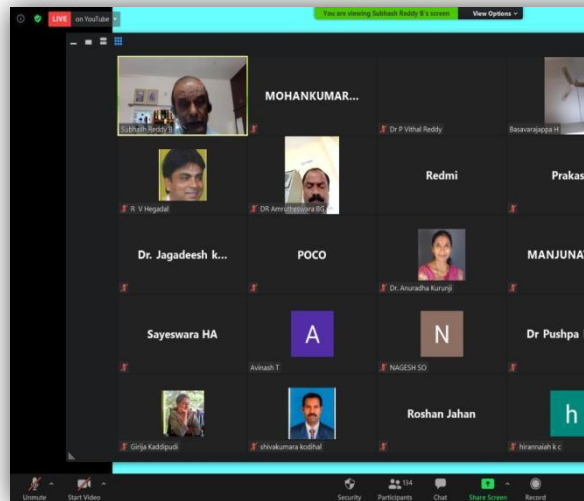 LIVE on YouTube
You are viewing Subhash Reddy B's screen View Options
Subhash Reddy B
MOHANKUMAR...
Dr P Vithal Reddy
Basavarajappa H
R. V Hegadal
DR Amrutheswara BG
Redmi
Prakas
Dr. Jagadeesh k...
POCO
Dr. Anuradha Kurunji
MANJUNA
Sayeswara HA
A
Avinash T
N
NAGESH SO
Dr Pushpa
Girija Kaddipudi
shivakumara kodihal
Roshan Jahan
h
hirannaiah k c
Unmute Start Video Security Participants 134 Chat Share Screen Record